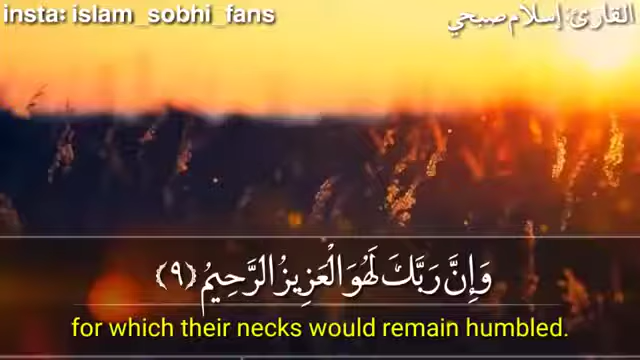 insta: islam_sobhi_fans
القارئ: إسلام صبحي
وَإِنَّ رَبَّكَ لَهُوَ الْعَزِيزُ الرَّحِيمُ ﴿٩﴾
for which their necks would remain humbled.